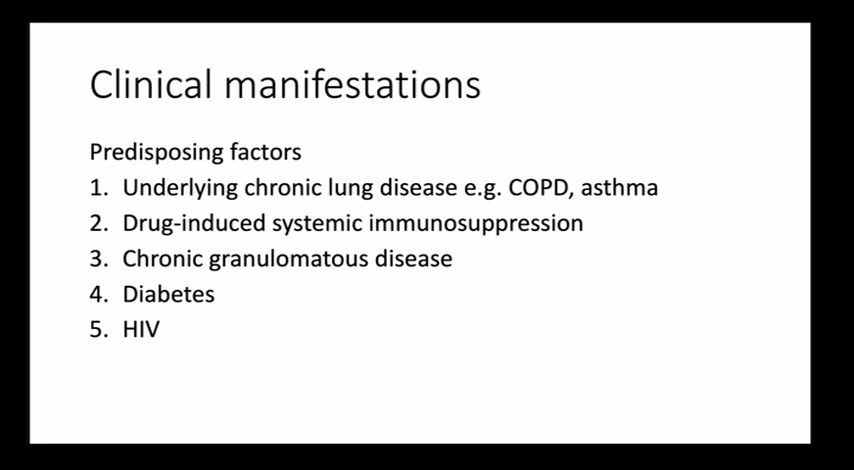 Clinical manifestations
Predisposing factors
1. Underlying chronic lung disease e.g. COPD, asthma
2. Drug-induced systemic immunosuppression
3. Chronic granulomatous disease
4. Diabetes
5. HIV